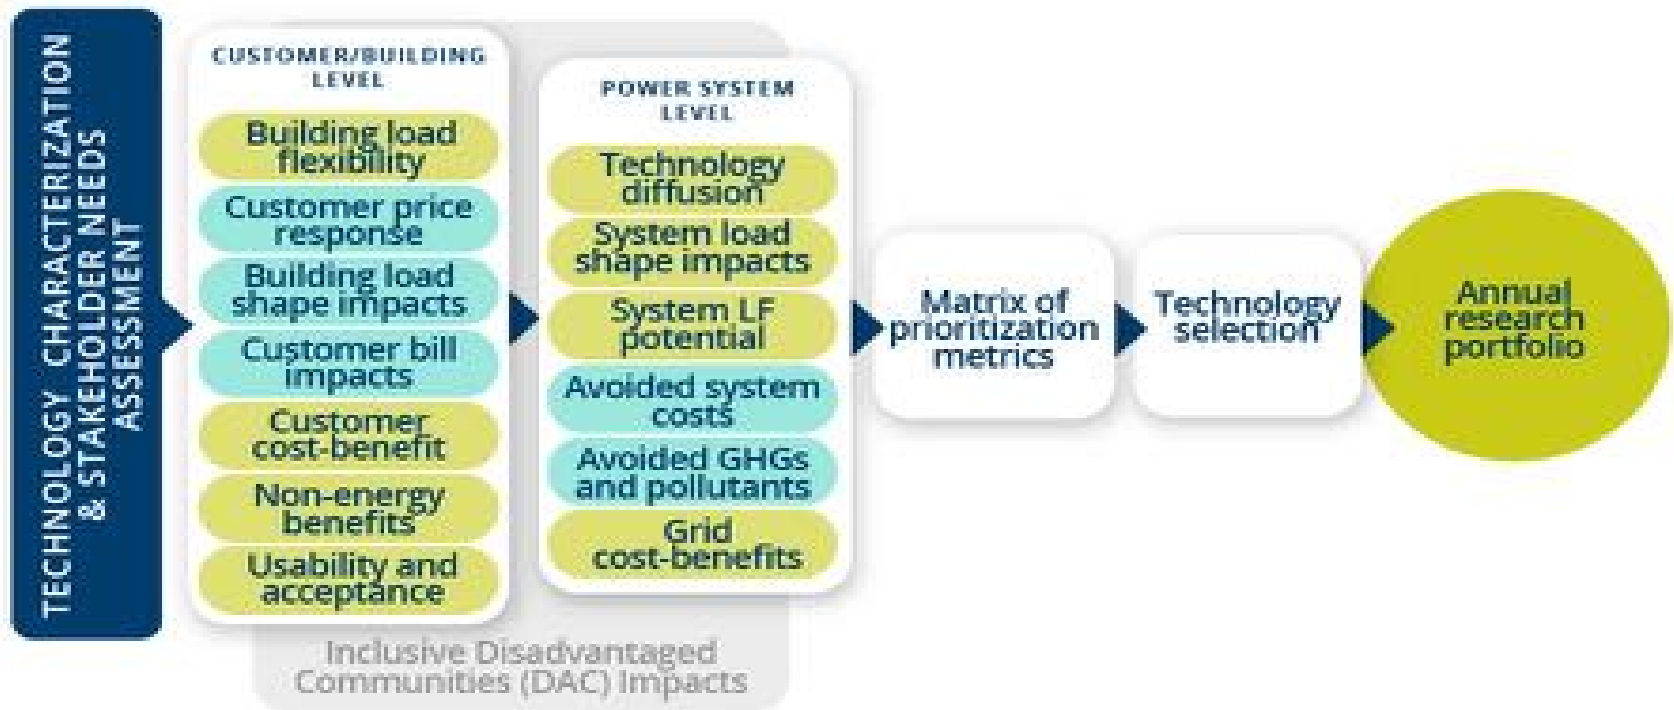 TECHNOLOGY CHARACTERIZATION
& STAKEHOLDER NEEDS
ASSESSMENT
CUSTOMER/BUILDING
LEVEL
Building load
flexibility
Customer price
response
Building load
shape impacts
Customer bill
impacts
Customer
cost-benefit
Non-energy
benefits
Usability and
acceptance
POWER SYSTEM
LEVEL
Technology
diffusion
System load
shape impacts
System LF
potential
Avoided system
costs
Avoided GHGs
and pollutants
Grid
cost-benefits
Inclusive Disadvantaged
Communities (DAC) Impacts
Matrix of
prioritization
metrics
Technology
selection
Annual
research
portfolio